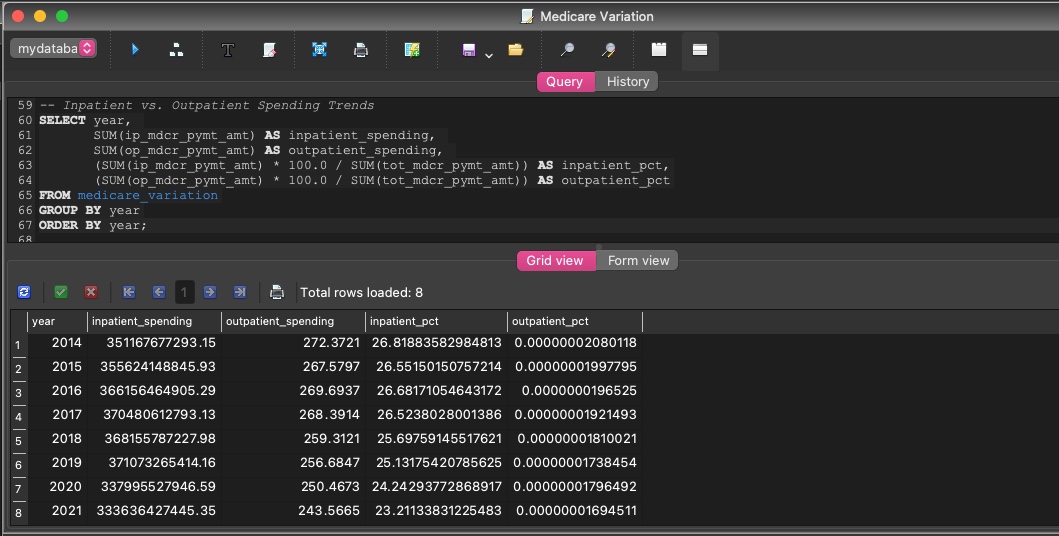 Medicare Variation
mydataba
Query History
59 -- Inpatient vs. Outpatient Spending Trends
60 SELECT year,
61 SUM(ip_mdcr_pymt_amt) AS inpatient_spending,
62 SUM(op_mdcr_pymt_amt) AS outpatient_spending,
63 (SUM(ip_mdcr_pymt_amt) * 100.0 / SUM(tot_mdcr_pymt_amt)) AS inpatient_pct,
64 (SUM(op_mdcr_pymt_amt) * 100.0 / SUM(tot_mdcr_pymt_amt)) AS outpatient_pct
65 FROM medicare_variation
66 GROUP BY year
67 ORDER BY year;
68
Grid view Form view
1 Total rows loaded: 8
year inpatient_spending outpatient_spending inpatient_pct outpatient_pct
1 2014 351167677293.15 272.3721 26.81883582984813 0.00000002080118
2 2015 355624148845.93 267.5797 26.55150150757214 0.00000001997795
3 2016 366156464905.29 269.6937 26.68171054643172 0.0000000196525
4 2017 370480612793.13 268.3914 26.5238028001386 0.00000001921493
5 2018 368155787227.98 259.3121 25.69759145517621 0.00000001810021
6 2019 371073265414.16 256.6847 25.13175420785625 0.00000001738454
7 2020 337995527946.59 250.4673 24.24293772868917 0.00000001796492
8 2021 333636427445.35 243.5665 23.21133831225483 0.00000001694511